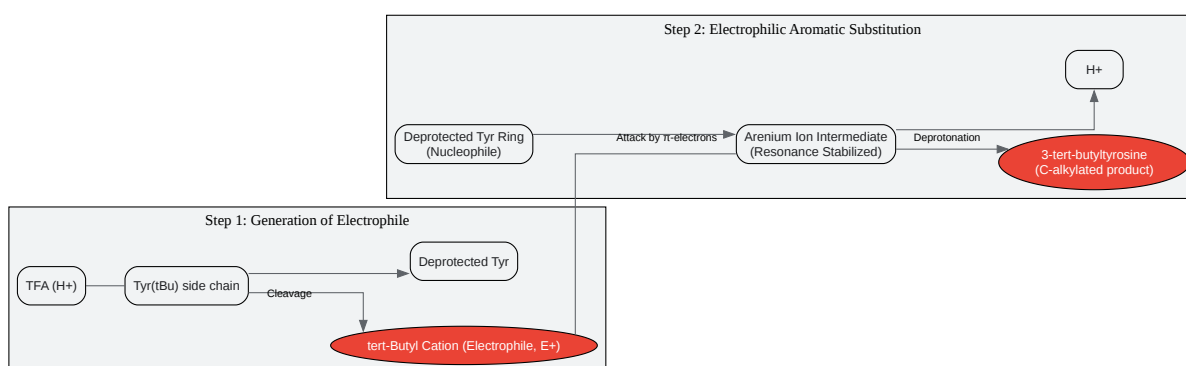 Step 2: Electrophilic Aromatic Substitution
H+
Deprotected Tyr Ring
(Nucleophile)
Attack by π-electrons
Arenium Ion Intermediate
(Resonance Stabilized)
Deprotonation
3-tert-butyltyrosine
(C-alkylated product)
Step 1: Generation of Electrophile
Deprotected Tyr
TFA (H+)
Tyr(tBu) side chain
Cleavage
tert-Butyl Cation (Electrophile, E+)